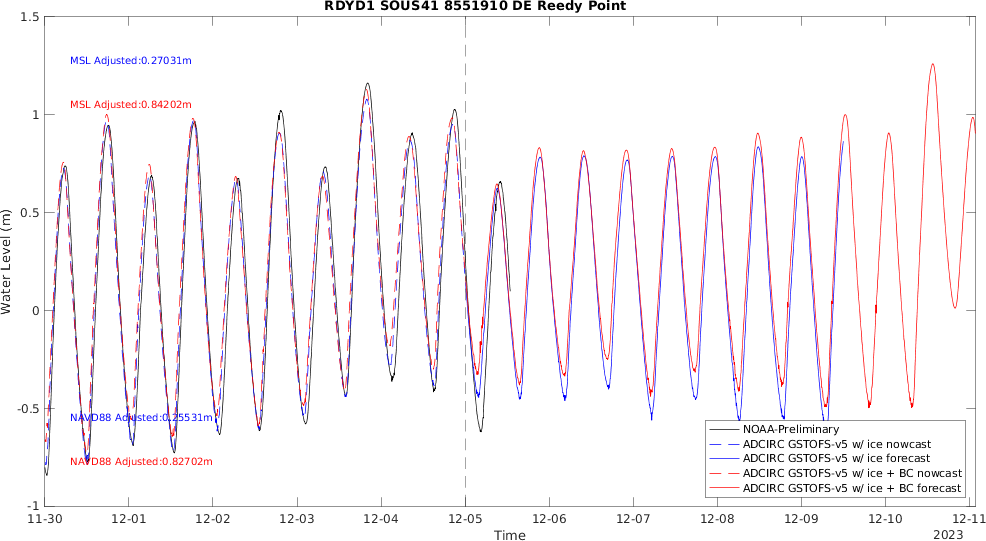 RDYD1 SOUS41 8551910 DE Reedy Point
1.5
1
0.5
0
-0.5
-1
Water Level (m)
MSL Adjusted:0.27031m
MSL Adjusted:0.84202m
NAVD88 Adjusted:0.25531m
NAVD88 Adjusted:0.82702m
NOAA-Preliminary
ADCIRC GSTOFS-v5 w/ ice nowcast
ADCIRC GSTOFS-v5 w/ ice forecast
ADCIRC GSTOFS-v5 w/ ice + BC nowcast
ADCIRC GSTOFS-v5 w/ ice + BC forecast
11-30 12-01 12-02 12-03 12-04 12-05 12-06 12-07 12-08 12-09 12-10 12-11
Time
2023